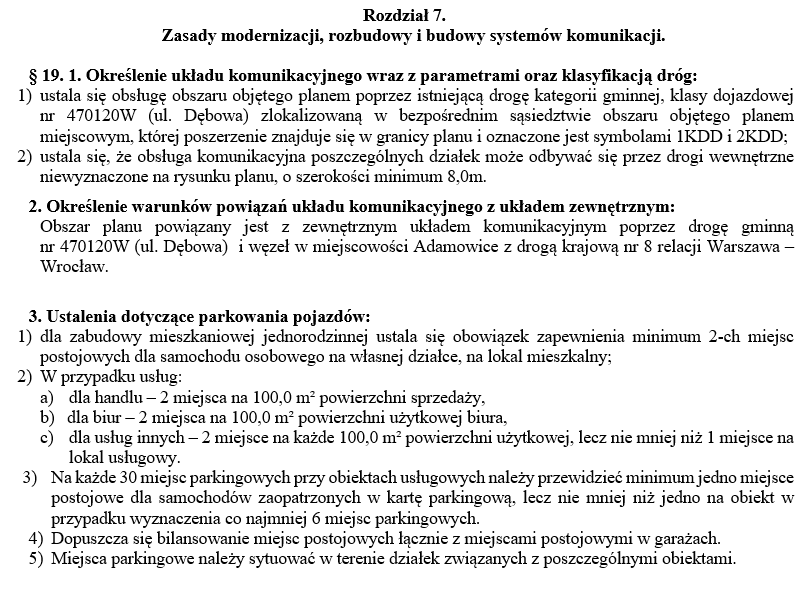 Rozdział 7.
Zasady modernizacji, rozbudowy i budowy systemów komunikacji.
§ 19. 1. Określenie układu komunikacyjnego wraz z parametrami oraz klasyfikacją dróg:
1) ustala się obsługę obszaru objętego planem poprzez istniejącą drogę kategorii gminnej, klasy dojazdowej
nr 470120W (ul. Dębowa) zlokalizowaną w bezpośrednim sąsiedztwie obszaru objętego planem
miejscowym, której poszerzenie znajduje się w granicy planu i oznaczone jest symbolami 1KDD i 2KDD;
2) ustala się, że obsługa komunikacyjna poszczególnych działek może odbywać się przez drogi wewnętrzne
niewyznaczone na rysunku planu, o szerokości minimum 8,0m.
2. Określenie warunków powiązań układu komunikacyjnego z układem zewnętrznym:
Obszar planu powiązany jest z zewnętrznym układem komunikacyjnym poprzez drogę gminną
nr 470120W (ul. Dębowa) i węzeł w miejscowości Adamowice z drogą krajową nr 8 relacji Warszawa –
Wrocław.
3. Ustalenia dotyczące parkowania pojazdów:
1) dla zabudowy mieszkaniowej jednorodzinnej ustala się obowiązek zapewnienia minimum 2-ch miejsc
postojowych dla samochodu osobowego na własnej działce, na lokal mieszkalny;
2) W przypadku usług:
a) dla handlu – 2 miejsca na 100,0 m² powierzchni sprzedaży,
b) dla biur – 2 miejsca na 100,0 m² powierzchni użytkowej biura,
c) dla usług innych – 2 miejsce na każde 100,0 m² powierzchni użytkowej, lecz nie mniej niż 1 miejsce na
lokal usługowy.
3) Na każde 30 miejsc parkingowych przy obiektach usługowych należy przewidzieć minimum jedno miejsce
postojowe dla samochodów zaopatrzonych w kartę parkingową, lecz nie mniej niż jedno na obiekt w
przypadku wyznaczenia co najmniej 6 miejsc parkingowych.
4) Dopuszcza się bilansowanie miejsc postojowych łącznie z miejscami postojowymi w garażach.
5) Miejsca parkingowe należy sytuować w terenie działek związanych z poszczególnymi obiektami.